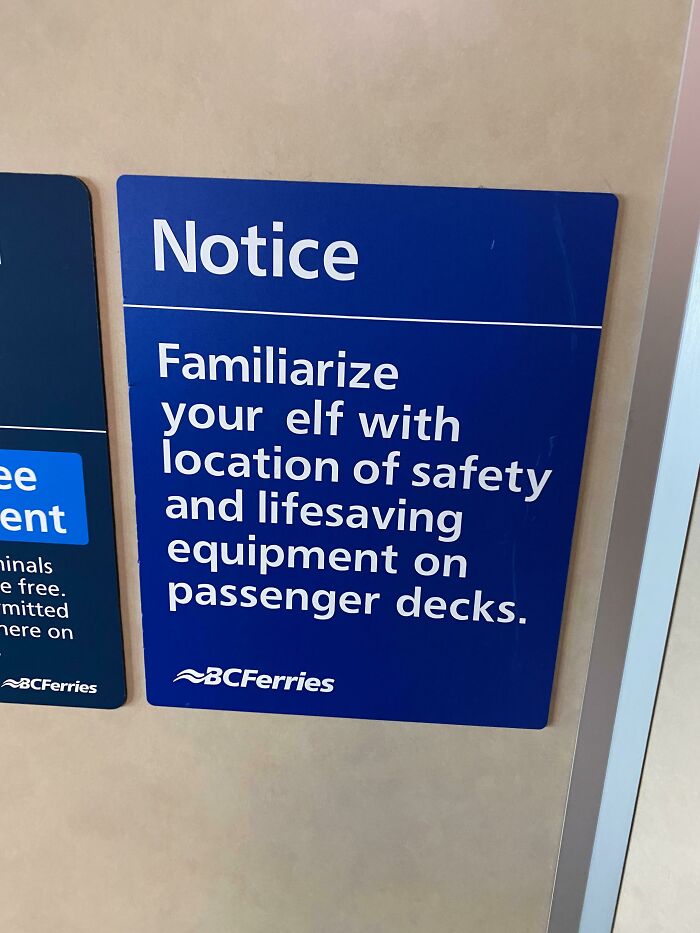 Notice
Familiarize
your elf with
location of safety
and lifesaving
equipment on
passenger decks.
BCFerries
ee
ent
ninals
e free.
mitted
here on
BCFerries